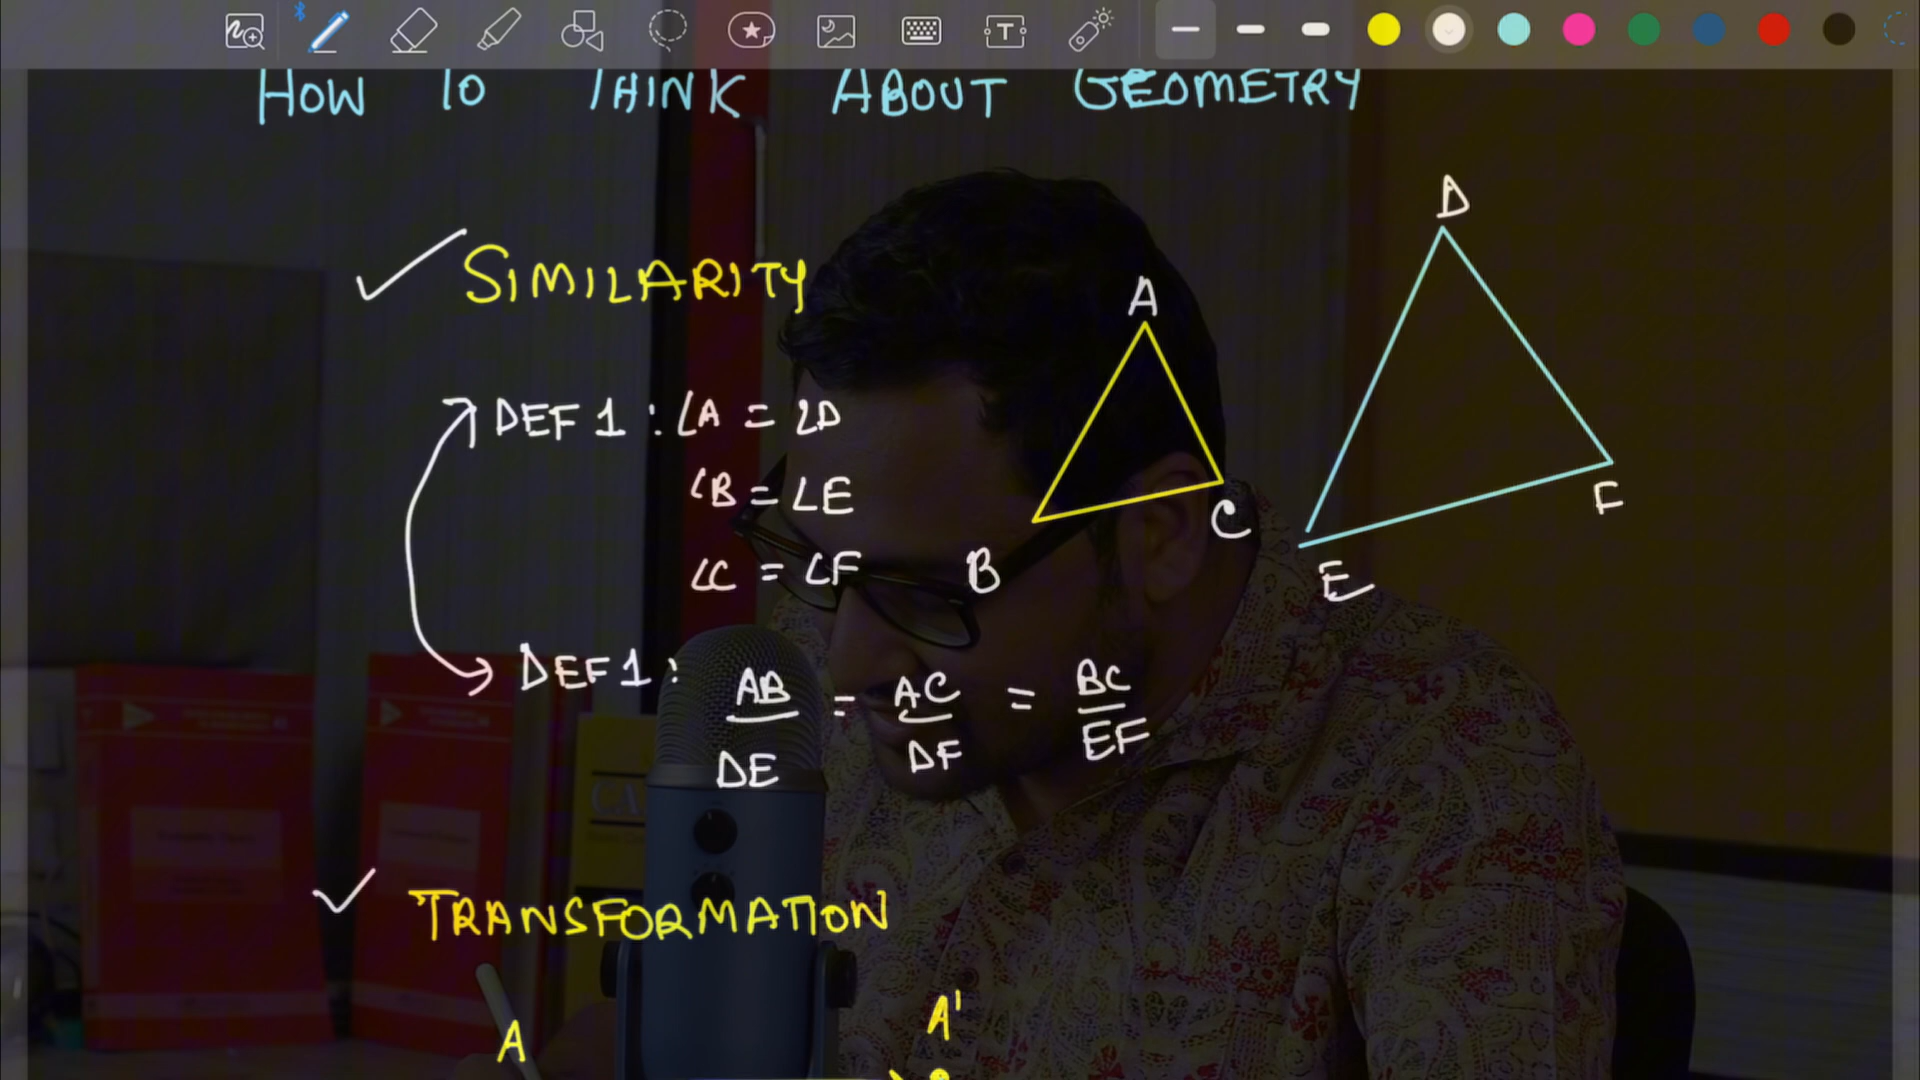 HOW TO THINK ABOUT GEOMETRY
D
✓ SIMILARITY
A
DEF 1 : ∠A = ∠D
∠B = ∠E
C
F
∠C = ∠F
B
E
DEF 1 :
AB/DE = AC/DF = BC/EF
✓ TRANSFORMATION
A
A'